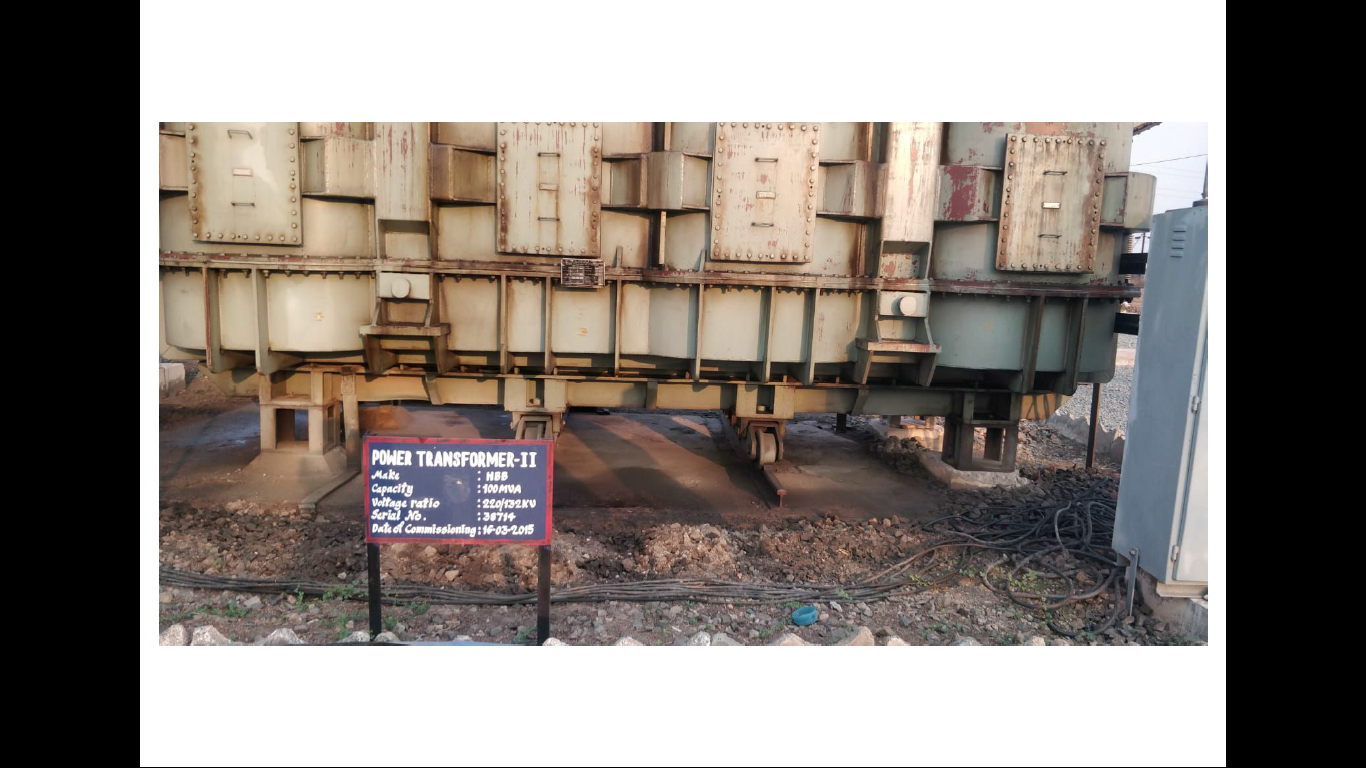 POWER TRANSFORMER-II
Make : NBB
Capacity : 100MVA
Voltage ratio : 220/132KV
Serial No. : 38714
Date of Commissioning : 16-03-2015